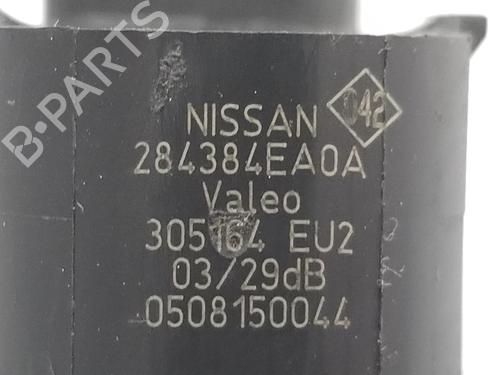 B-PARTS
042
NISSAN
284384EA0A
Valeo
305164 EU2
03/29dB
0508150044